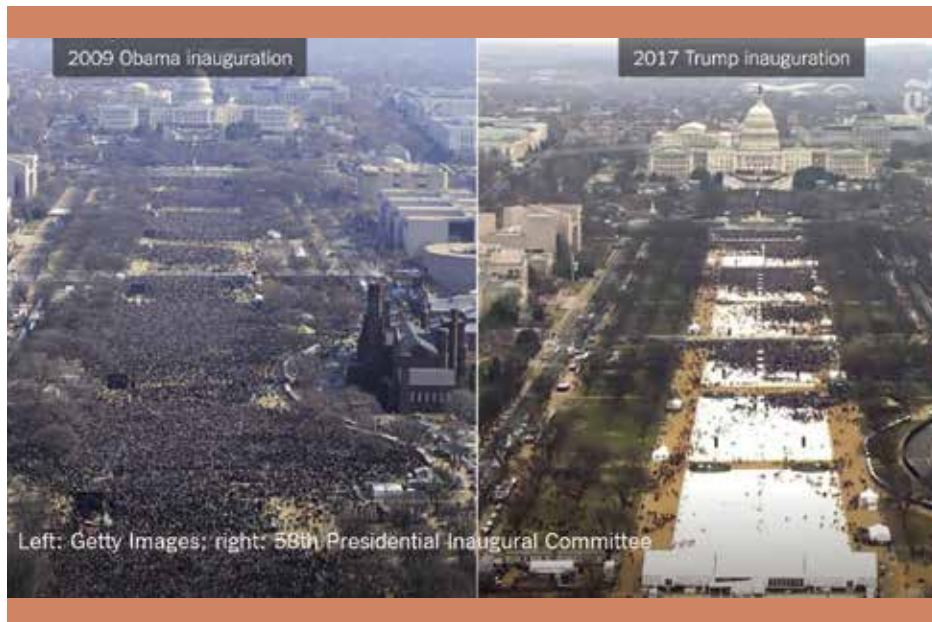 2009 Obama inauguration
2017 Trump inauguration
Left: Getty Images; right: 58th Presidential Inaugural Committee